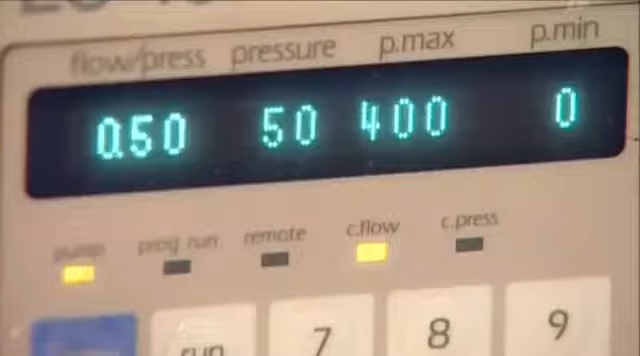 flow/press pressure p.max p.min
0.50 50 400 0
pump prog.run remote c.flow c.press
run 7 8 9